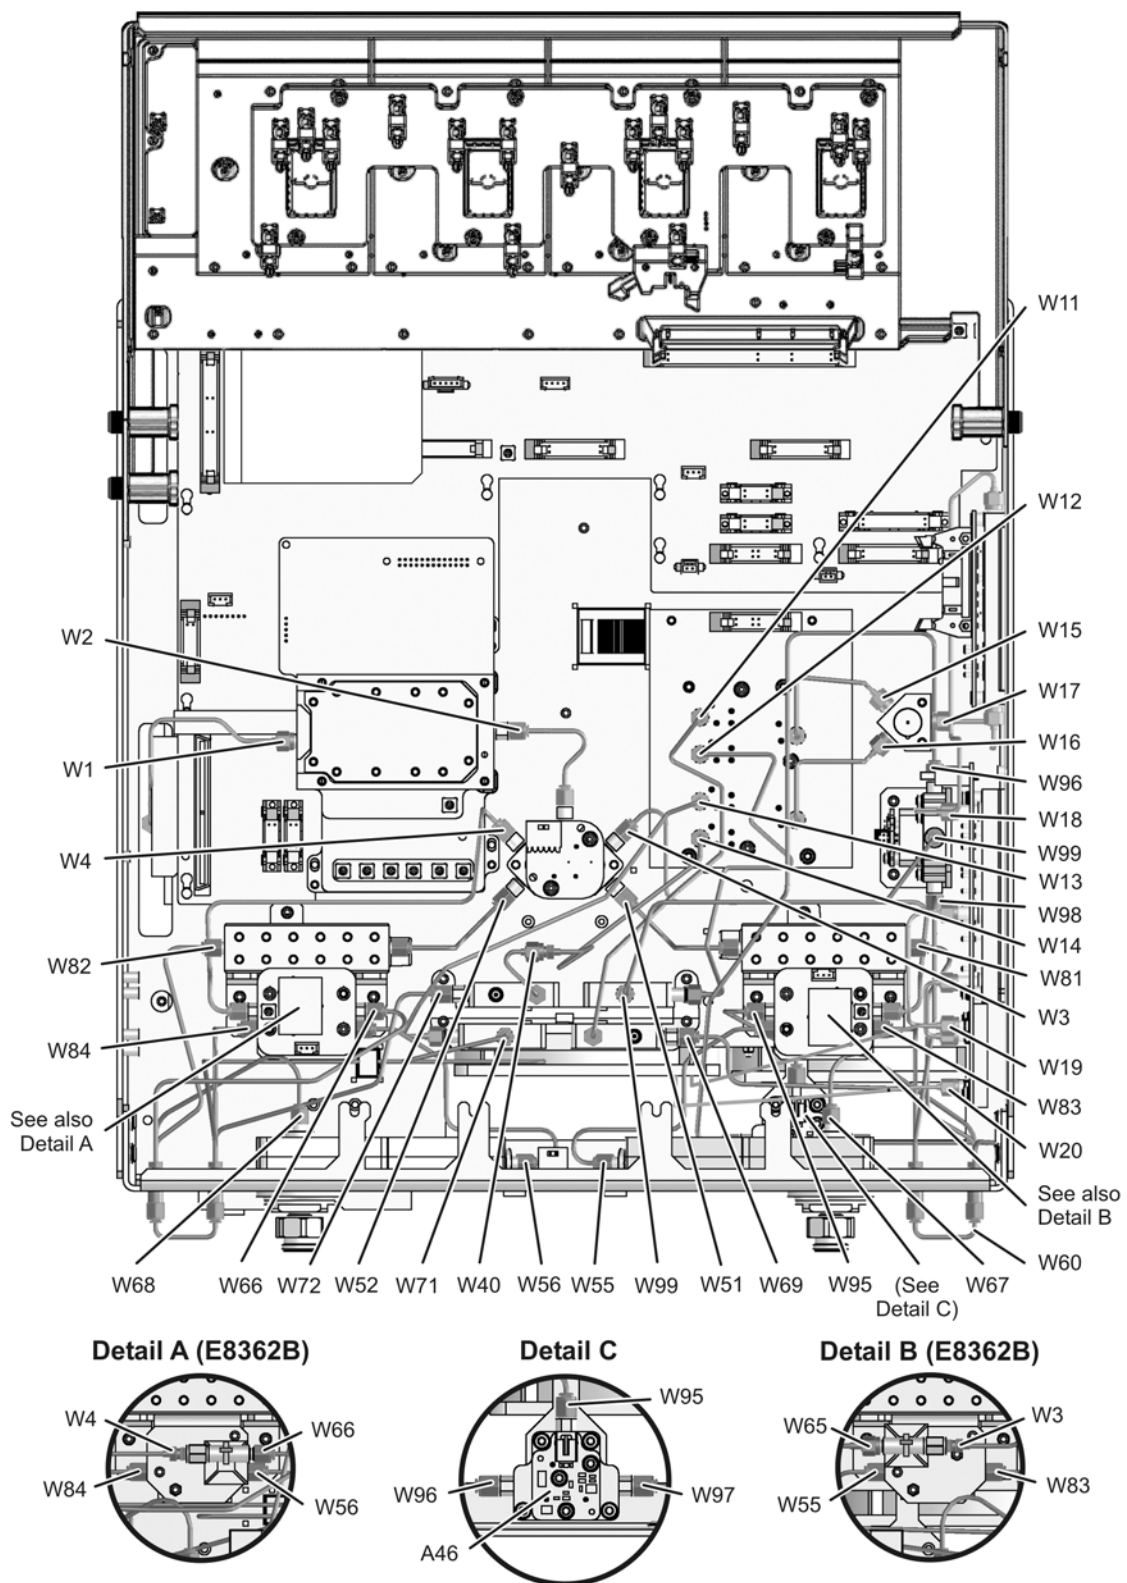 W11
W12
W2
W15
W17
W1
W16
W96
W4
W18
W99
W13
W98
W82
W14
W81
W84
W3
W19
See also
Detail A
W83
W20
See also
Detail B
W60
W68
W66
W72
W52
W71
W40
W56
W55
W99
W51
W69
W95
(See
Detail C)
W67
Detail A (E8362B)
Detail C
Detail B (E8362B)
W4
W66
W84
W56
W95
W96
W97
A46
W65
W3
W55
W83